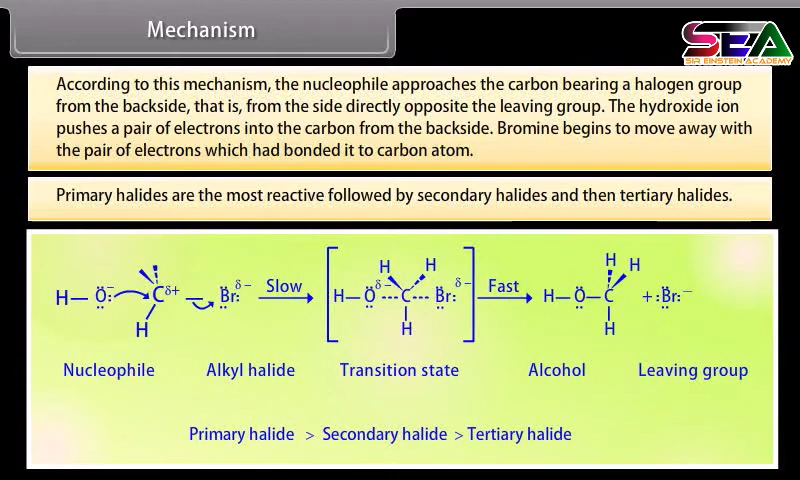 Mechanism
SEA
SIR EINSTEIN ACADEMY
According to this mechanism, the nucleophile approaches the carbon bearing a halogen group
from the backside, that is, from the side directly opposite the leaving group. The hydroxide ion
pushes a pair of electrons into the carbon from the backside. Bromine begins to move away with
the pair of electrons which had bonded it to carbon atom.
Primary halides are the most reactive followed by secondary halides and then tertiary halides.
H H H H
H — Ö:⁻ C δ+ — Br: δ− Slow H — O δ− --- C --- Br: δ− Fast H — O — C + :Br:⁻
H H H
Nucleophile Alkyl halide Transition state Alcohol Leaving group
Primary halide > Secondary halide > Tertiary halide